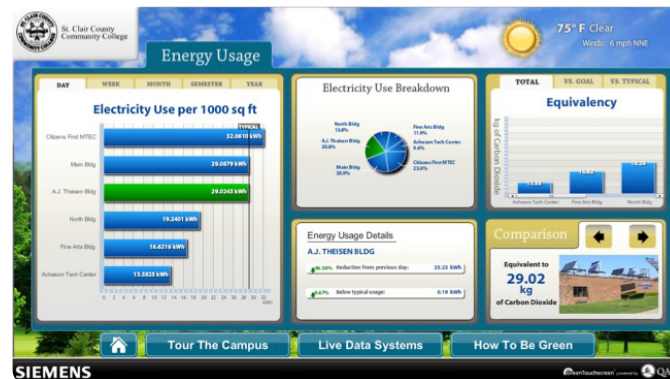 St. Clair County
Community College
75° F Clear
Winds: 6 mph NNE
Energy Usage
DAY WEEK MONTH SEMESTER YEAR
Electricity Use per 1000 sq ft
TYPICAL
Citizens First MTEC 32.0610 kWh
Main Bldg 29.0879 kWh
A.J. Theisen Bldg 29.0243 kWh
North Bldg 19.2401 kWh
Fine Arts Bldg 16.6216 kWh
Acheson Tech Center 13.3825 kWh
0 2 4 6 8 10 12 14 16 18 20 22 24 26 28 30 32
kWh
Electricity Use Breakdown
North Bldg
13.8%
A.J. Theisen Bldg
20.8%
Main Bldg
20.9%
Fine Arts Bldg
11.9%
Acheson Tech Center
9.6%
Citizens First MTEC
23.0%
Energy Usage Details
A.J. THEISEN BLDG
Reduction from previous day: 25.23 kWh
Below typical usage: 0.19 kWh
TOTAL VS. GOAL VS. TYPICAL
Equivalency
kg of Carbon Dioxide
Acheson Tech Center Fine Arts Bldg North Bldg
Comparison
Equivalent to
29.02
kg
of Carbon Dioxide
Tour The Campus
Live Data Systems
How To Be Green
SIEMENS
GreenTouchscreen powered by